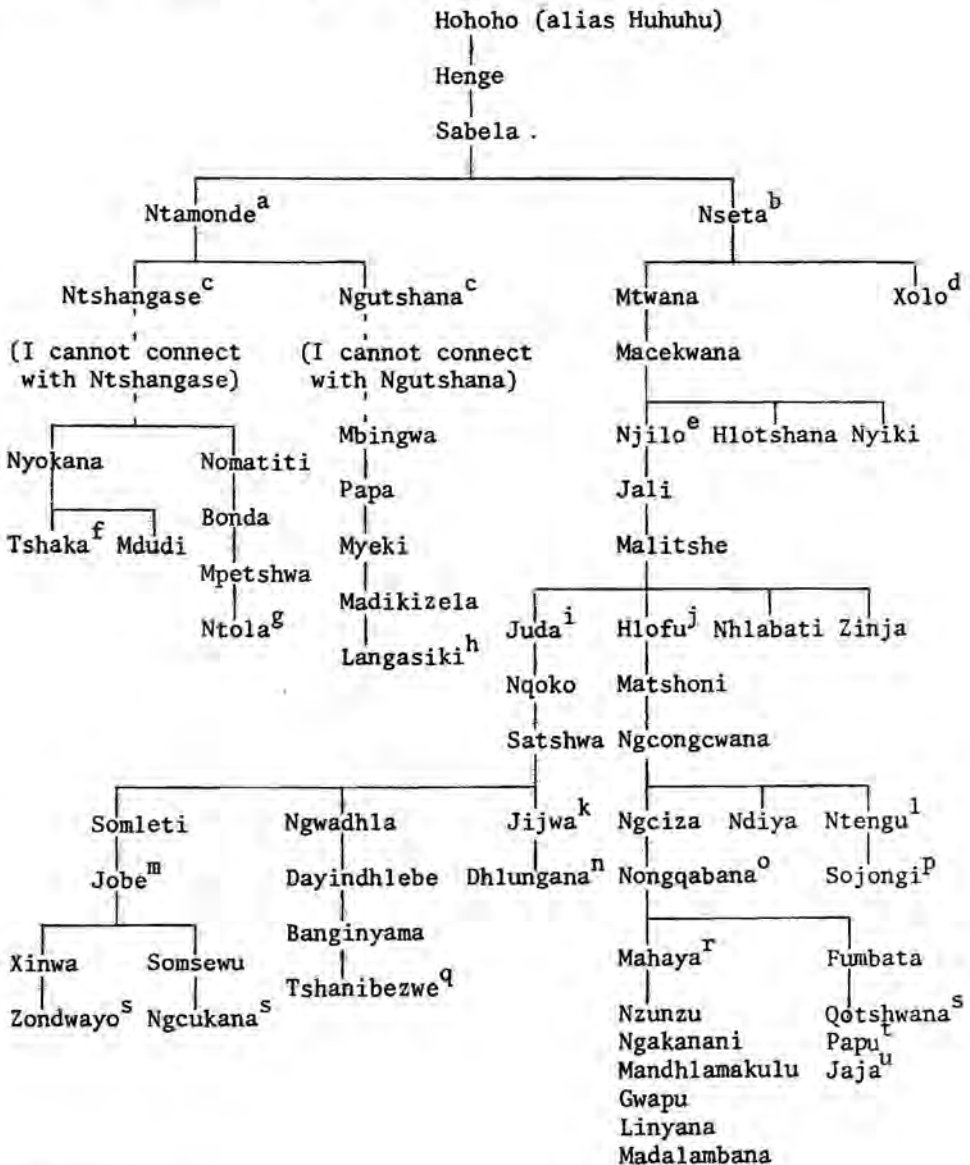 Hohoho (alias Huhuhu)
Henge
Sabela .
Ntamonde a Nseta b
Ntshangase c Ngutshana c Mtwana Xolo d
(I cannot connect (I cannot connect Macekwana
with Ntshangase) with Ngutshana)
Mbingwa Njilo e Hlotshana Nyiki
Nyokana Nomatiti
Papa Jali
Bonda
Tshaka f Mdudi Myeki Malitshe
Mpetshwa
Madikizela
Ntola g Juda i Hlofu j Nhlabati Zinja
Langasiki h
Nqoko Matshoni
Satshwa Ngcongcwana
Somleti Ngwadhla Jijwa k Ngciza Ndiya Ntengu l
Jobe m Dayindhlebe Dhlungana n Nongqabana o Sojongi p
Banginyama
Xinwa Somsewu Mahaya r Fumbata
Tshanibezwe q
Zondwayo s Ngcukana s Nzunzu Qotshwana s
Ngakanani Papu t
Mandhlamakulu Jaja u
Gwapu
Linyana
Madalambana